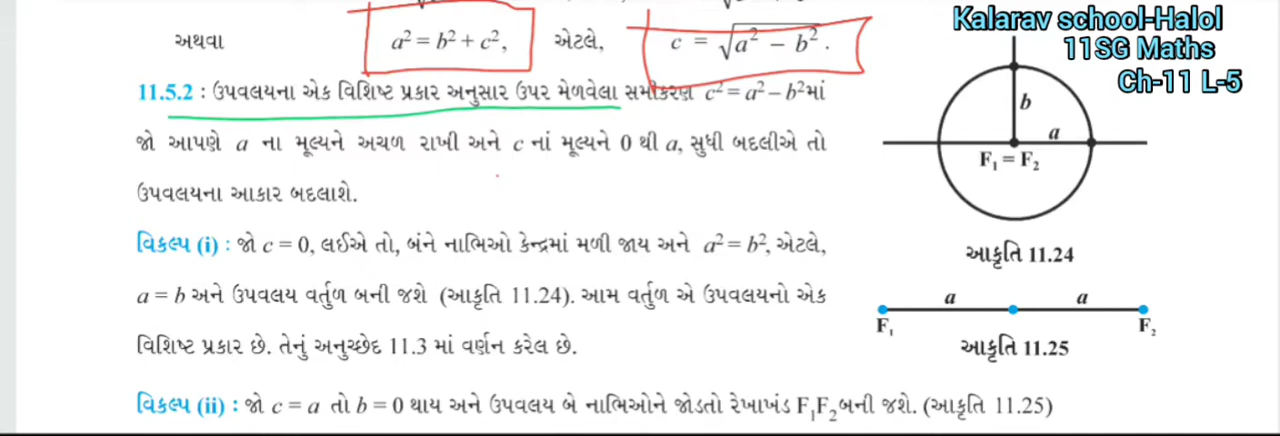 અથવા a² = b² + c², એટલે, c = √a² − b² .
Kalarav school-Halol
11SG Maths
Ch-11 L-5
11.5.2 : ઉપવલયના એક વિશિષ્ટ પ્રકાર અનુસાર ઉપર મેળવેલા સમીકરણ c² = a² – b²માં
જો આપણે a ના મૂલ્યને અચળ રાખી અને c નાં મૂલ્યને 0 થી a, સુધી બદલીએ તો
ઉપવલયના આકાર બદલાશે.
વિકલ્પ (i) : જો c = 0, લઈએ તો, બંને નાભિઓ કેન્દ્રમાં મળી જાય અને a² = b², એટલે,
a = b અને ઉપવલય વર્તુળ બની જશે (આકૃતિ 11.24). આમ વર્તુળ એ ઉપવલયનો એક
વિશિષ્ટ પ્રકાર છે. તેનું અનુચ્છેદ 11.3 માં વર્ણન કરેલ છે.
વિકલ્પ (ii) : જો c = a તો b = 0 થાય અને ઉપવલય બે નાભિઓને જોડતો રેખાખંડ F₁F₂બની જશે. (આકૃતિ 11.25)
b
a
F₁ = F₂
આકૃતિ 11.24
a a
F₁ F₂
આકૃતિ 11.25